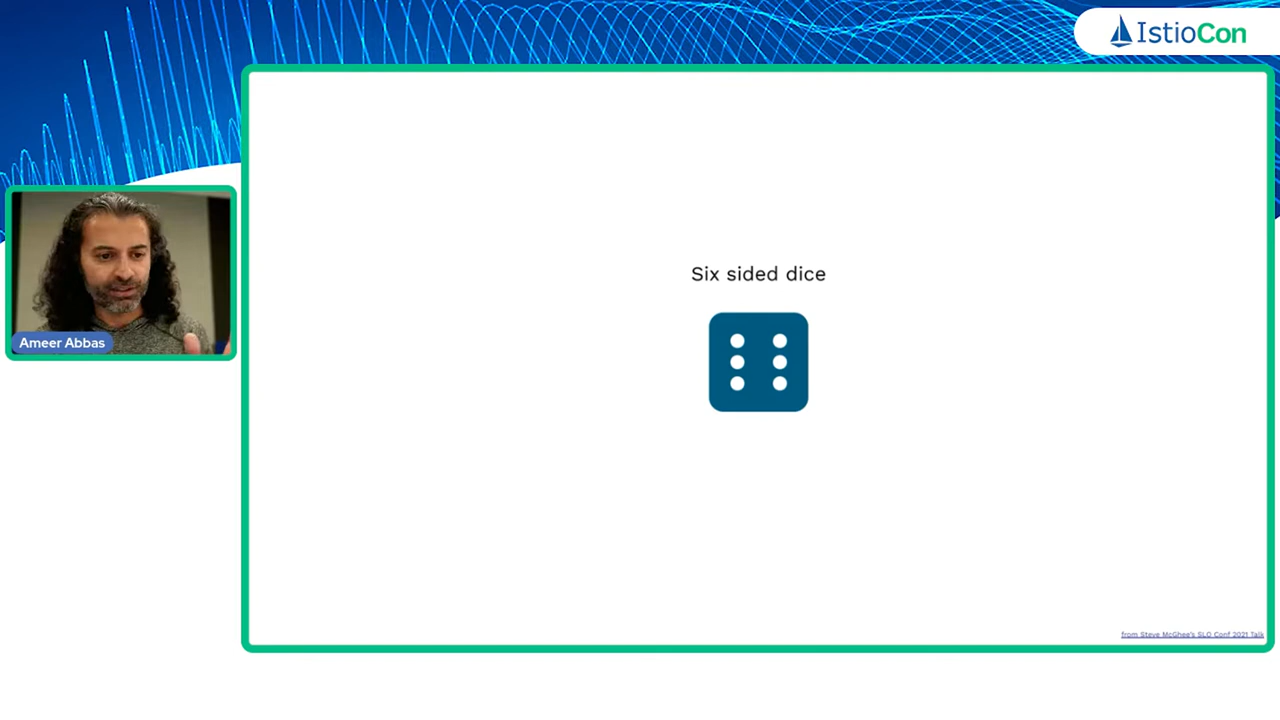 IstioCon
Six sided dice
Ameer Abbas
from Steve McGhee's SLO Conf 2021 Talk